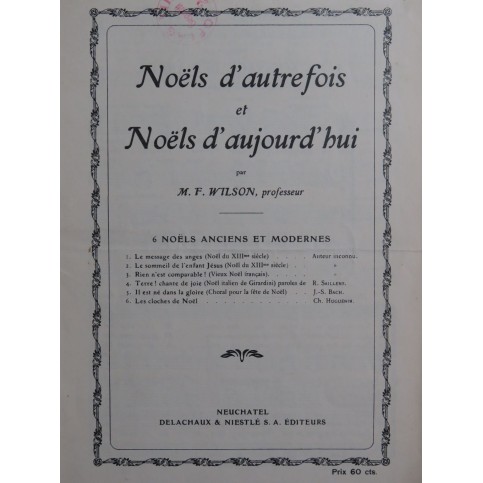 Noëls d'autrefois
et
Noëls d'aujourd'hui
par
M. F. WILSON, professeur
6 NOËLS ANCIENS ET MODERNES
1. Le message des anges (Noël du XIIIme siècle) . . . Auteur inconnu.
2. Le sommeil de l'enfant Jésus (Noël du XIIIme siècle) . . »
3. Rien n'est comparable! (Vieux Noël français) . . . »
4. Terre! chante de joie (Noël italien de Girardini) paroles de R. SAILLENS.
5. Il est né dans la gloire (Choral pour la fête de Noël) . . J.-S. BACH.
6. Les cloches de Noël . . . . . . . . . . CH. HUGUENIN
NEUCHATEL
DELACHAUX & NIESTLE S. A. ÉDITEURS
Prix 60 cts.